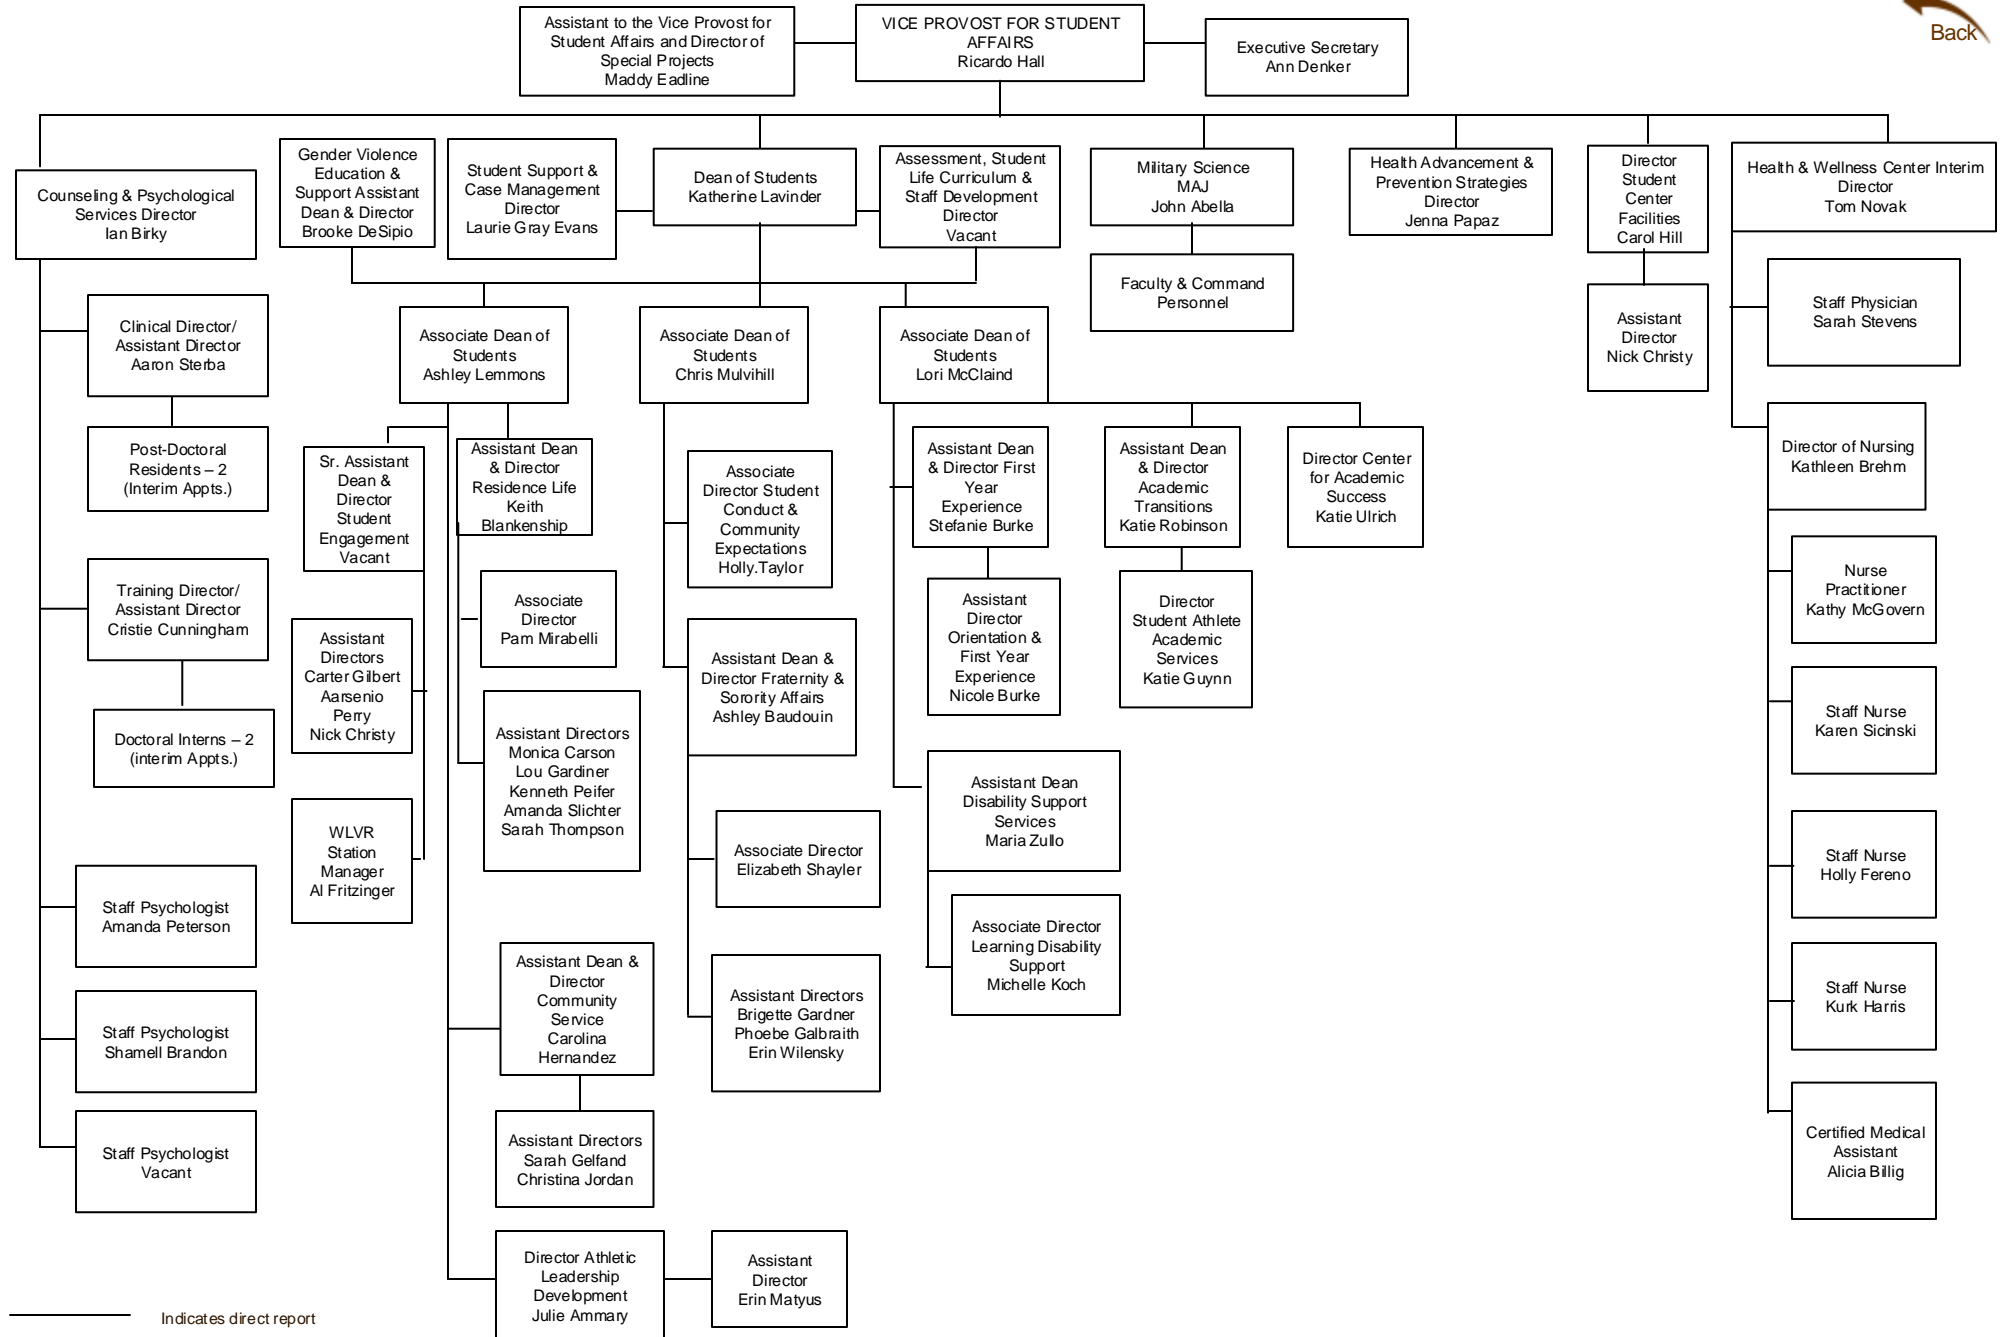 Assistant to the Vice Provost for
Student Affairs and Director of
Special Projects
Maddy Eadline
VICE PROVOST FOR STUDENT
AFFAIRS
Ricardo Hall
Executive Secretary
Ann Denker
Back
Counseling & Psychological
Services Director
Ian Birky
Gender Violence
Education &
Support Assistant
Dean & Director
Brooke DeSipio
Student Support &
Case Management
Director
Laurie Gray Evans
Dean of Students
Katherine Lavinder
Assessment, Student
Life Curriculum &
Staff Development
Director
Vacant
Military Science
MAJ
John Abella
Health Advancement &
Prevention Strategies
Director
Jenna Papaz
Director
Student
Center
Facilities
Carol Hill
Health & Wellness Center Interim
Director
Tom Novak
Faculty & Command
Personnel
Assistant
Director
Nick Christy
Staff Physician
Sarah Stevens
Clinical Director/
Assistant Director
Aaron Sterba
Associate Dean of
Students
Ashley Lemmons
Associate Dean of
Students
Chris Mulvihill
Associate Dean of
Students
Lori McClaind
Post-Doctoral
Residents – 2
(Interim Appts.)
Sr. Assistant
Dean &
Director
Student
Engagement
Vacant
Assistant Dean
& Director
Residence Life
Keith
Blankenship
Associate
Director Student
Conduct &
Community
Expectations
Holly.Taylor
Assistant Dean
& Director First
Year
Experience
Stefanie Burke
Assistant Dean
& Director
Academic
Transitions
Katie Robinson
Director Center
for Academic
Success
Katie Ulrich
Director of Nursing
Kathleen Brehm
Training Director/
Assistant Director
Cristie Cunningham
Assistant
Directors
Carter Gilbert
Aarsenio
Perry
Nick Christy
Associate
Director
Pam Mirabelli
Assistant Dean &
Director Fraternity &
Sorority Affairs
Ashley Baudouin
Assistant
Director
Orientation &
First Year
Experience
Nicole Burke
Director
Student Athlete
Academic
Services
Katie Guynn
Nurse
Practitioner
Kathy McGovern
Doctoral Interns – 2
(interim Appts.)
Assistant Directors
Monica Carson
Lou Gardiner
Kenneth Peifer
Amanda Slichter
Sarah Thompson
Staff Nurse
Karen Sicinski
WLVR
Station
Manager
Al Fritzinger
Associate Director
Elizabeth Shayler
Assistant Dean
Disability Support
Services
Maria Zullo
Staff Nurse
Holly Fereno
Staff Psychologist
Amanda Peterson
Assistant Dean &
Director
Community
Service
Carolina
Hernandez
Assistant Directors
Brigette Gardner
Phoebe Galbraith
Erin Wilensky
Associate Director
Learning Disability
Support
Michelle Koch
Staff Nurse
Kurk Harris
Staff Psychologist
Shamell Brandon
Assistant Directors
Sarah Gelfand
Christina Jordan
Certified Medical
Assistant
Alicia Billig
Staff Psychologist
Vacant
Director Athletic
Leadership
Development
Julie Ammary
Assistant
Director
Erin Matyus
Indicates direct report